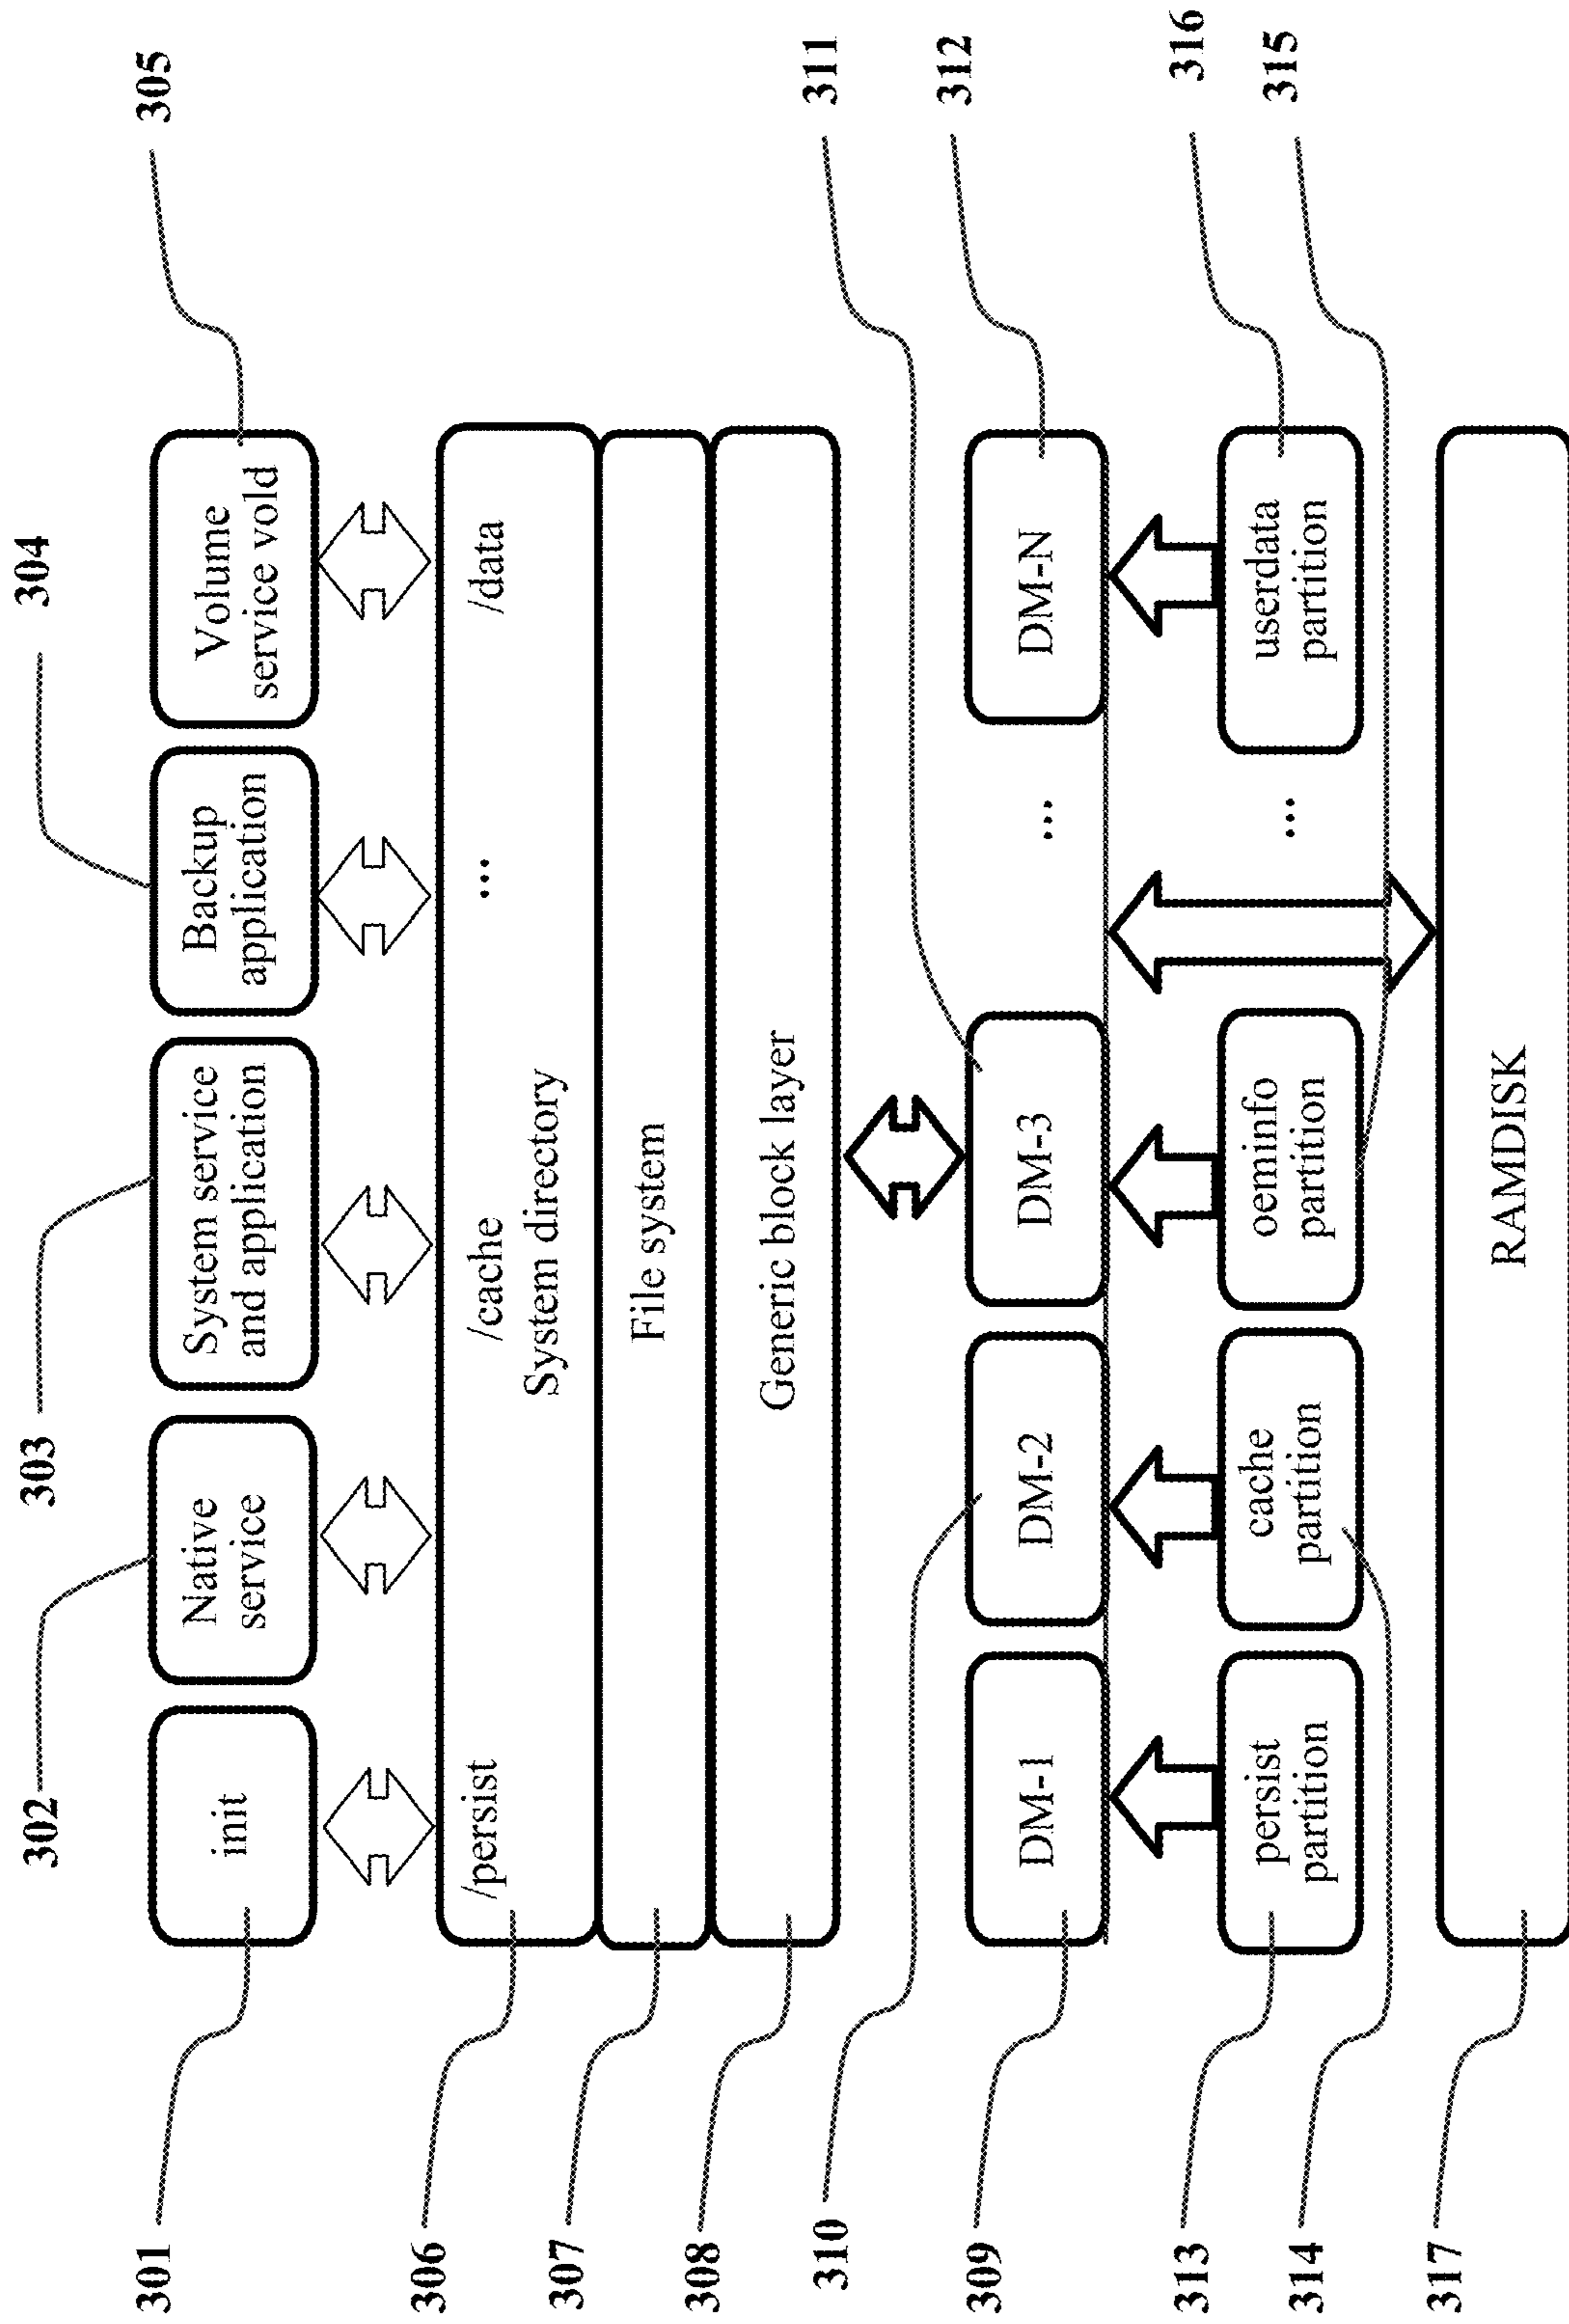 304
305
302
303
init
Native
service
System service
and application
Backup
application
Volume
service vold
301
/persist
/cache
...
/data
System directory
306
File system
307
Generic block layer
308
311
310
312
DM-1
DM-2
DM-3
...
DM-N
309
316
persist
partition
cache
partition
oeminfo
partition
...
userdata
partition
313
315
314
RAMDISK
317